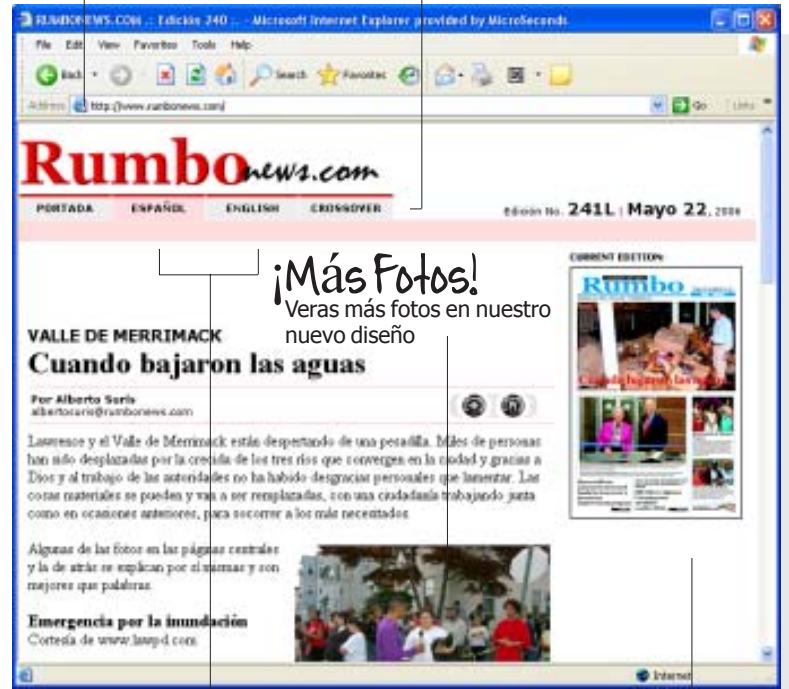 RUMBONEWS.COM .: Edición 240 :. - Microsoft Internet Explorer provided by MicroSeconds
File Edit View Favorites Tools Help
Back Search Favorites
Address http://www.rumbonews.com/ Go Links
Rumbonews.com
PORTADA ESPAÑOL ENGLISH CROSSOVER
Edición No. 241L | Mayo 22, 2006
CURRENT EDITION:
Rumbo
Cuando bajaron las aguas
¡Más Fotos!
Veras más fotos en nuestro
nuevo diseño
VALLE DE MERRIMACK
Cuando bajaron las aguas
Por Alberto Suris
albertosuris@rumbonews.com
Lawrence y el Valle de Merrimack están despertando de una pesadilla. Miles de personas
han sido desplazadas por la crecida de los tres ríos que convergen en la ciudad y gracias a
Dios y al trabajo de las autoridades no ha habido desgracias personales que lamentar. Las
cosas materiales se pueden y van a ser remplazadas, con una ciudadanía trabajando junta
como en ocasiones anteriores, para socorrer a los más necesitados
Algunas de las fotos en las páginas centrales
y la de atrás se explican por sí mismas y son
mejores que palabras.
Emergencia por la inundación
Cortesía de www.lawpd.com
Internet